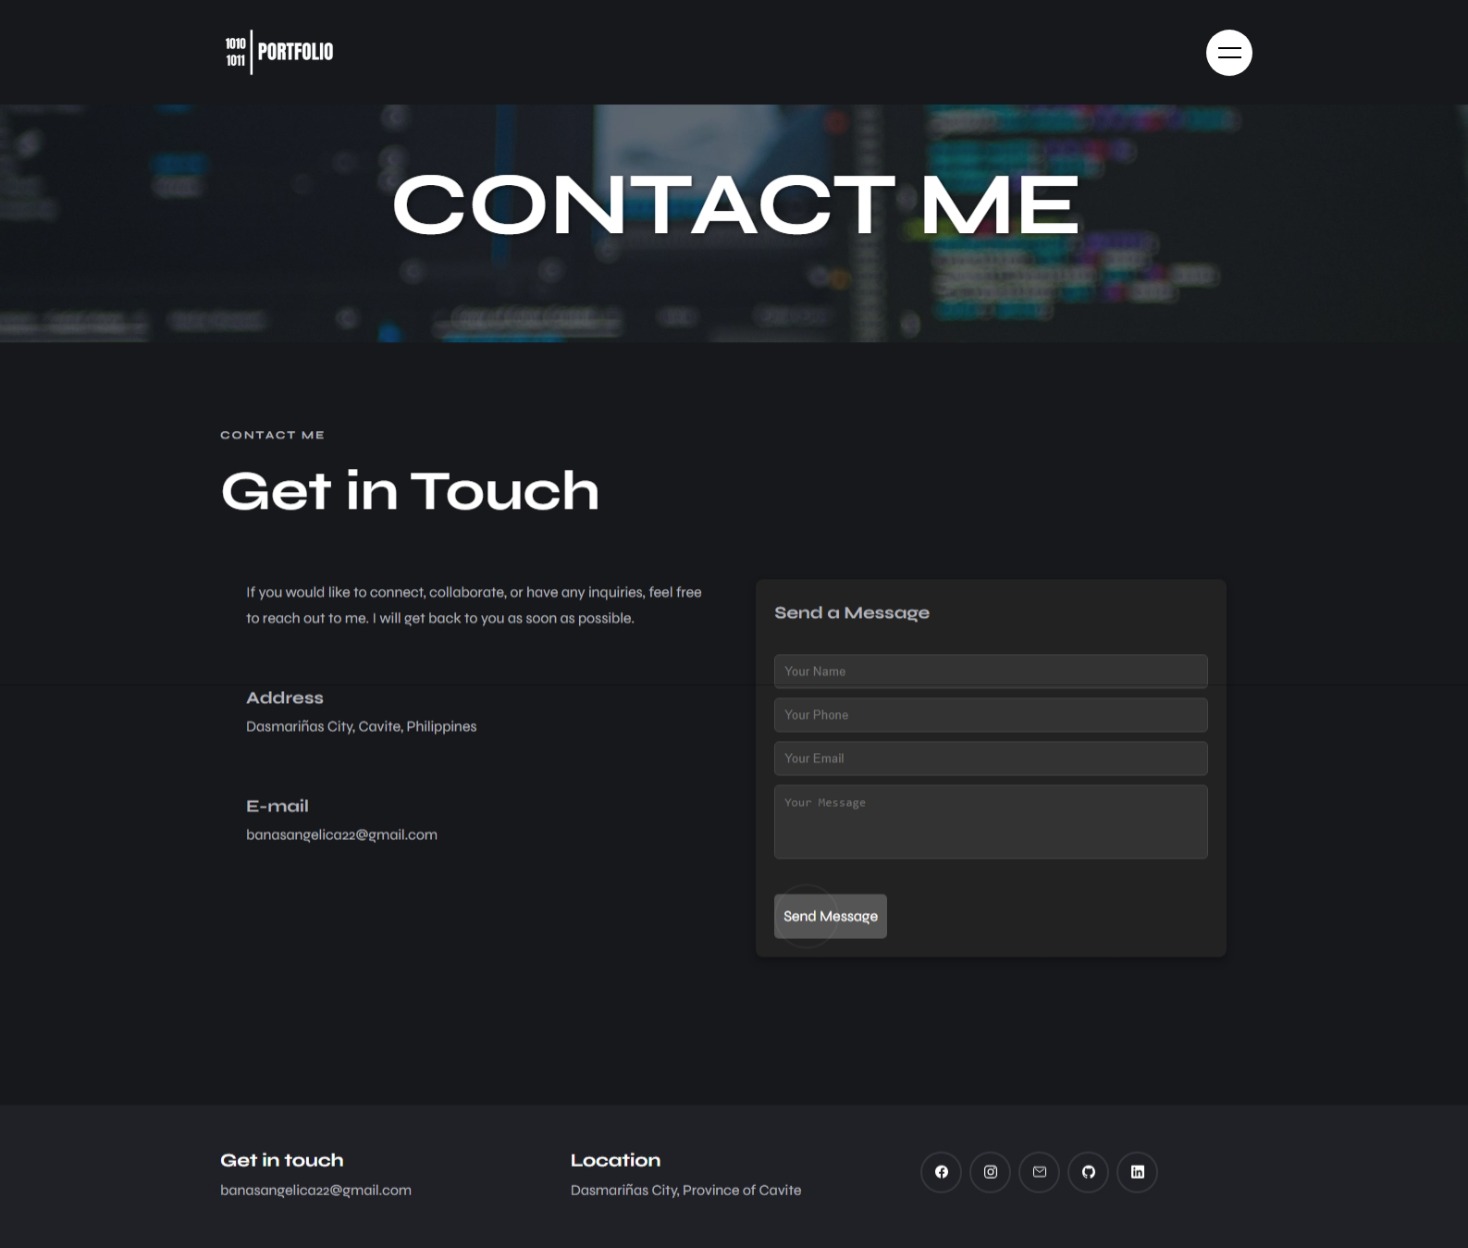 1010
1011
PORTFOLIO
CONTACT ME
CONTACT ME
Get in Touch
If you would like to connect, collaborate, or have any inquiries, feel free
to reach out to me. I will get back to you as soon as possible.
Address
Dasmariñas City, Cavite, Philippines
E-mail
banasangelica22@gmail.com
Send a Message
Your Name
Your Phone
Your Email
Your Message
Send Message
Get in touch
banasangelica22@gmail.com
Location
Dasmariñas City, Province of Cavite